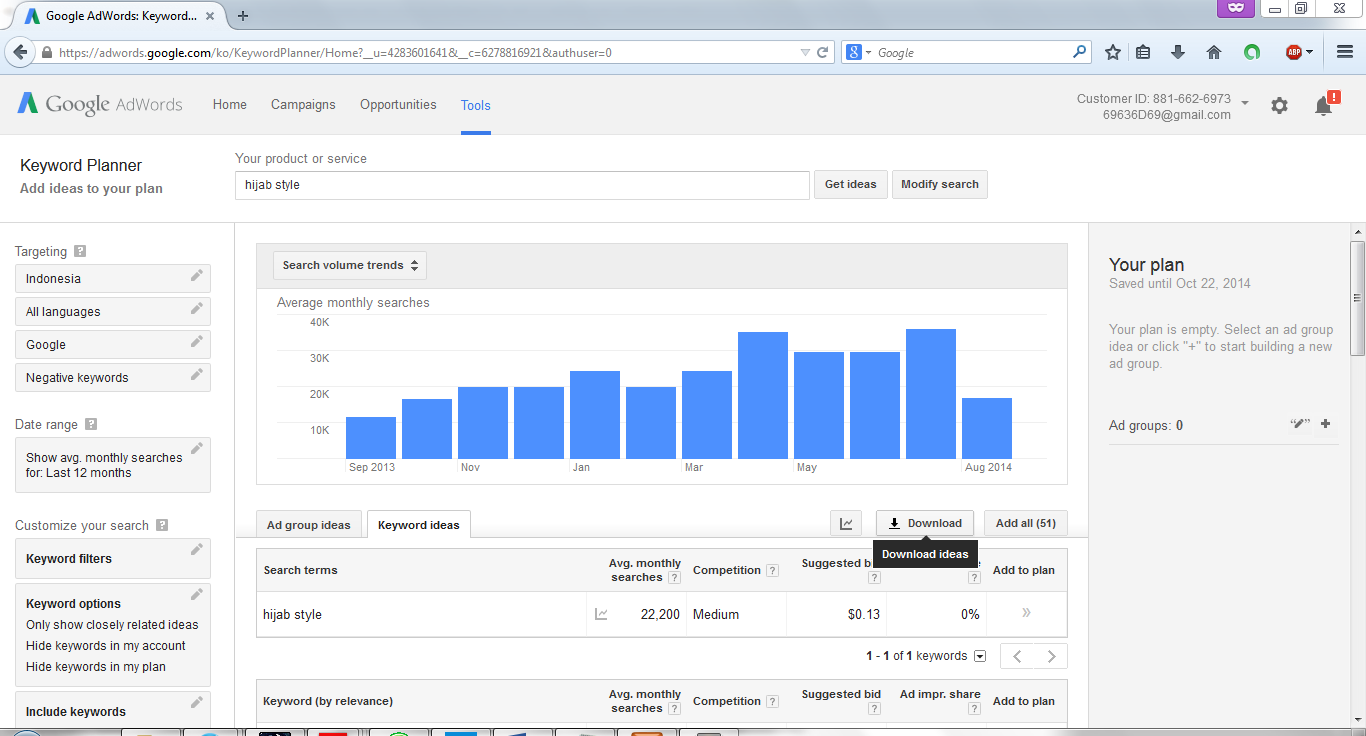 Google AdWords: Keyword...
https://adwords.google.com/ko/KeywordPlanner/Home?__u=4283601641&__c=6278816921&authuser=0
Google
ABP
Google AdWords
Home
Campaigns
Opportunities
Tools
Customer ID: 881-662-6973
69636D69@gmail.com
Keyword Planner
Add ideas to your plan
Your product or service
hijab style
Get ideas
Modify search
Targeting ?
Indonesia
All languages
Google
Negative keywords
Date range ?
Show avg. monthly searches
for: Last 12 months
Customize your search ?
Keyword filters
Keyword options
Only show closely related ideas
Hide keywords in my account
Hide keywords in my plan
Include keywords
Search volume trends
Average monthly searches
40K
30K
20K
10K
Sep 2013
Nov
Jan
Mar
May
Aug 2014
Ad group ideas
Keyword ideas
Download
Add all (51)
Download ideas
Search terms
Avg. monthly
searches ?
Competition ?
Suggested b
?
?
Add to plan
hijab style
22,200
Medium
$0.13
0%
1 - 1 of 1 keywords
Keyword (by relevance)
Avg. monthly
searches ?
Competition ?
Suggested bid
?
Ad impr. share
?
Add to plan
Your plan
Saved until Oct 22, 2014
Your plan is empty. Select an ad group
idea or click "+" to start building a new
ad group.
Ad groups: 0